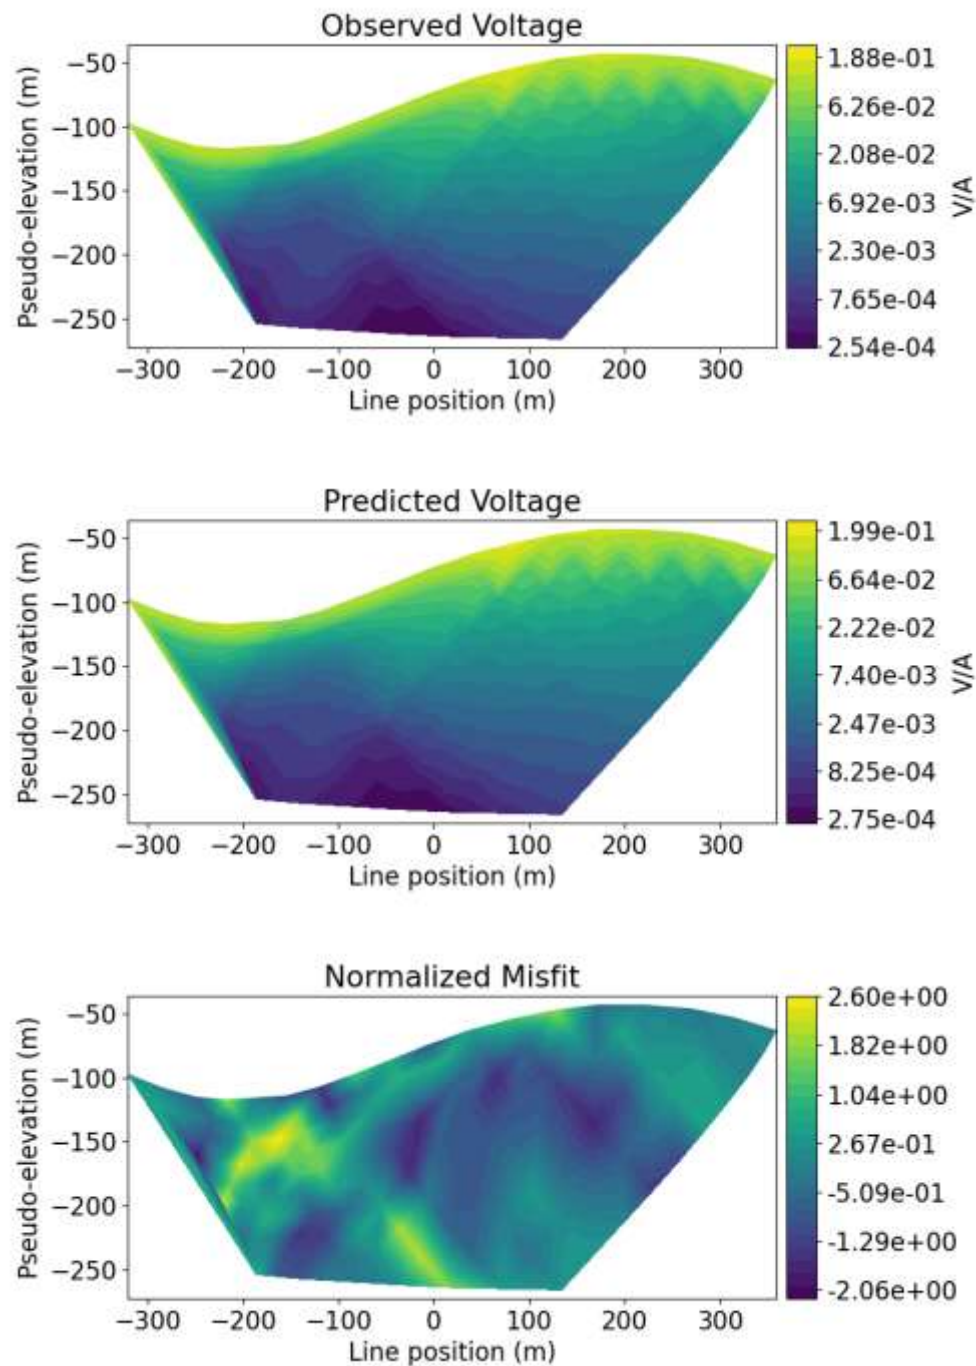 Observed Voltage
Pseudo-elevation (m)
−50
−100
−150
−200
−250
−300 −200 −100 0 100 200 300
Line position (m)
1.88e-01
6.26e-02
2.08e-02
6.92e-03
2.30e-03
7.65e-04
2.54e-04
V/A
Predicted Voltage
Pseudo-elevation (m)
−50
−100
−150
−200
−250
−300 −200 −100 0 100 200 300
Line position (m)
1.99e-01
6.64e-02
2.22e-02
7.40e-03
2.47e-03
8.25e-04
2.75e-04
V/A
Normalized Misfit
Pseudo-elevation (m)
−50
−100
−150
−200
−250
−300 −200 −100 0 100 200 300
Line position (m)
2.60e+00
1.82e+00
1.04e+00
2.67e-01
-5.09e-01
-1.29e+00
-2.06e+00